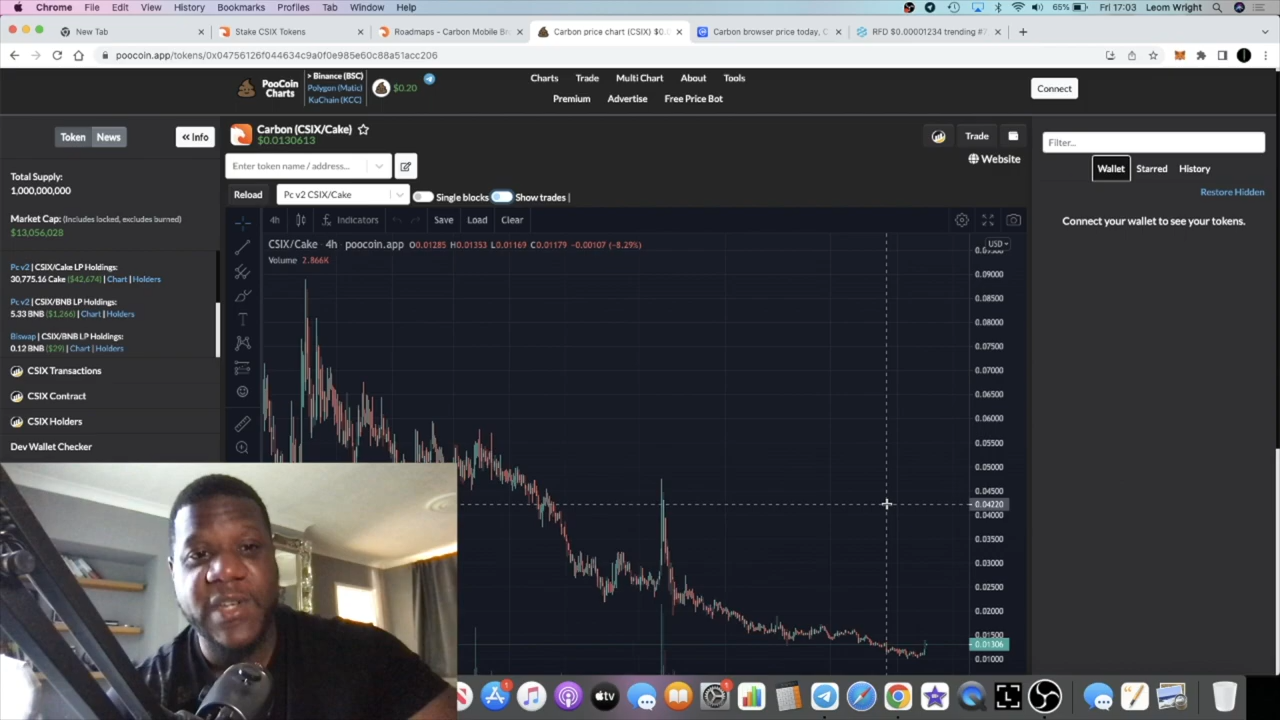 Chrome File Edit View History Bookmarks Profiles Tab Window Help 65% Fri 17:03 Leom Wright
New Tab Stake CSIX Tokens Roadmaps - Carbon Mobile Br Carbon price chart (CSIX) $0. Carbon browser price today, C RFD $0.00001234 trending #7
poocoin.app/tokens/0x04756126f044634c9a0f0e985e60c88a51acc206
PooCoin
Charts
> Binance (BSC)
Polygon (Matic)
KuChain (KCC)
$0.20
Charts Trade Multi Chart About Tools
Premium Advertise Free Price Bot
Connect
Token News « Info
Total Supply:
1,000,000,000
Market Cap: (Includes locked, excludes burned)
$13,056,028
Pc v2 | CSIX/Cake LP Holdings:
30,775.16 Cake ($42,674) | Chart | Holders
Pc v2 | CSIX/BNB LP Holdings:
5.33 BNB ($1,266) | Chart | Holders
Biswap | CSIX/BNB LP Holdings:
0.12 BNB ($29) | Chart | Holders
CSIX Transactions
CSIX Contract
CSIX Holders
Dev Wallet Checker
Carbon (CSIX/Cake)
$0.0130613
Trade
Website
Enter token name / address...
Reload Pc v2 CSIX/Cake Single blocks Show trades |
4h Indicators Save Load Clear
CSIX/Cake · 4h · poocoin.app O0.01285 H0.01353 L0.01169 C0.01179 -0.00107 (-8.29%)
Volume 2.866K
USD
0.09000
0.08500
0.08000
0.07500
0.07000
0.06500
0.06000
0.05500
0.05000
0.04500
0.04220
0.04000
0.03500
0.03000
0.02500
0.02000
0.01500
0.01306
0.01000
Filter...
Wallet Starred History
Restore Hidden
Connect your wallet to see your tokens.
tv